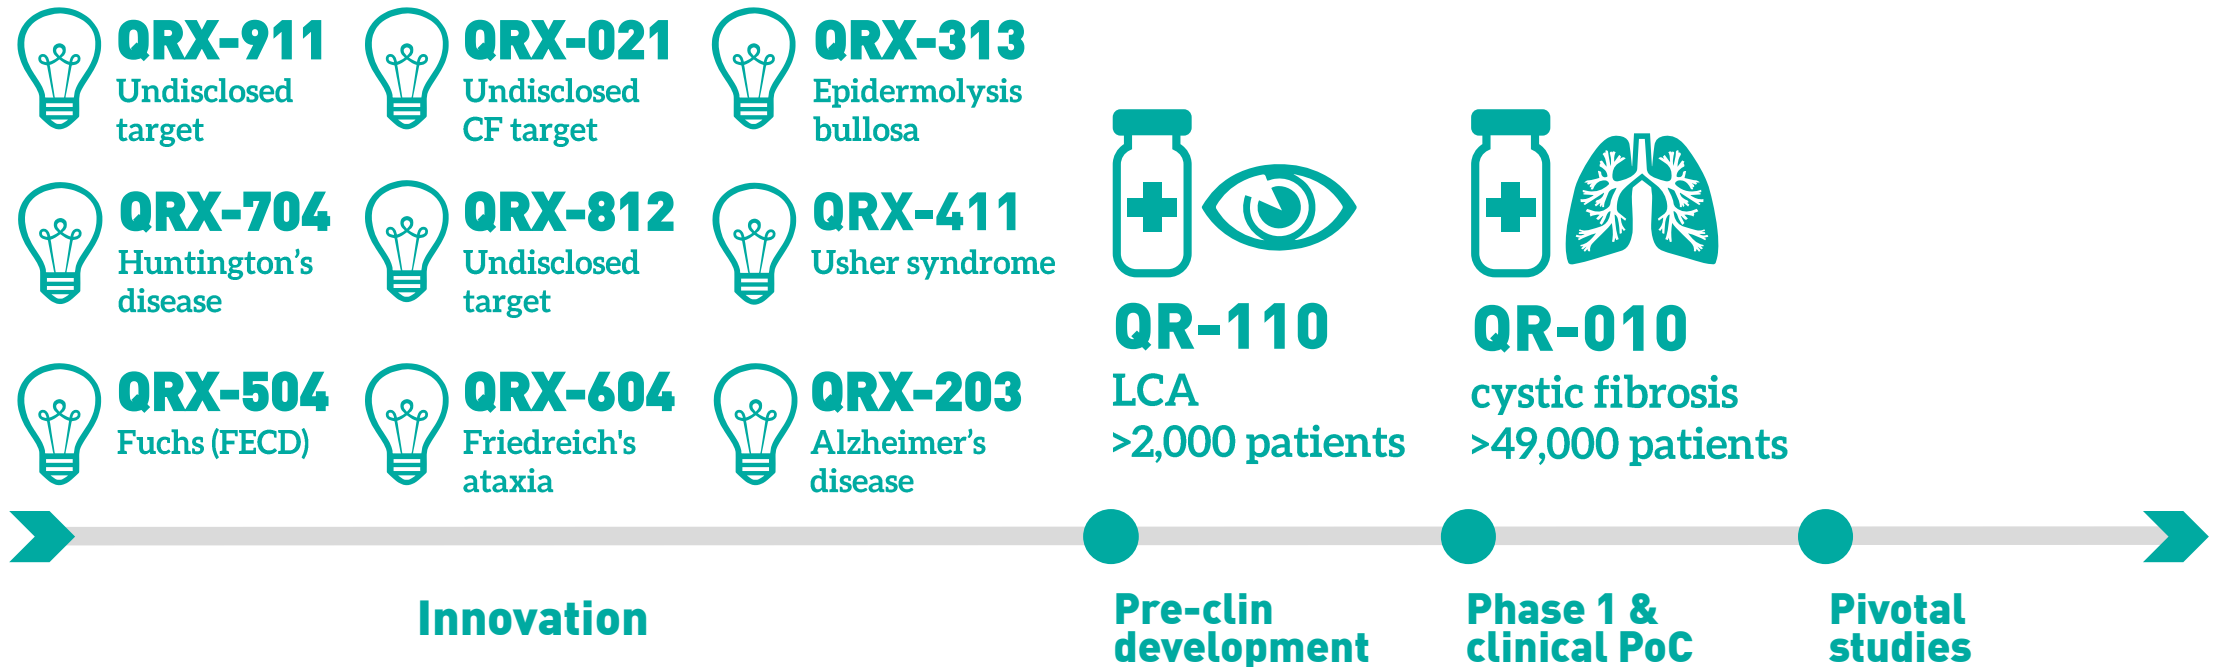 QRX-911
Undisclosed
target
QRX-021
Undisclosed
CF target
QRX-313
Epidermolysis
bullosa
QRX-704
Huntington’s
disease
QRX-812
Undisclosed
target
QRX-411
Usher syndrome
QRX-504
Fuchs (FECD)
QRX-604
Friedreich's
ataxia
QRX-203
Alzheimer’s
disease
QR-110
LCA
>2,000 patients
QR-010
cystic fibrosis
>49,000 patients
Innovation
Pre-clin
development
Phase 1 &
clinical PoC
Pivotal
studies